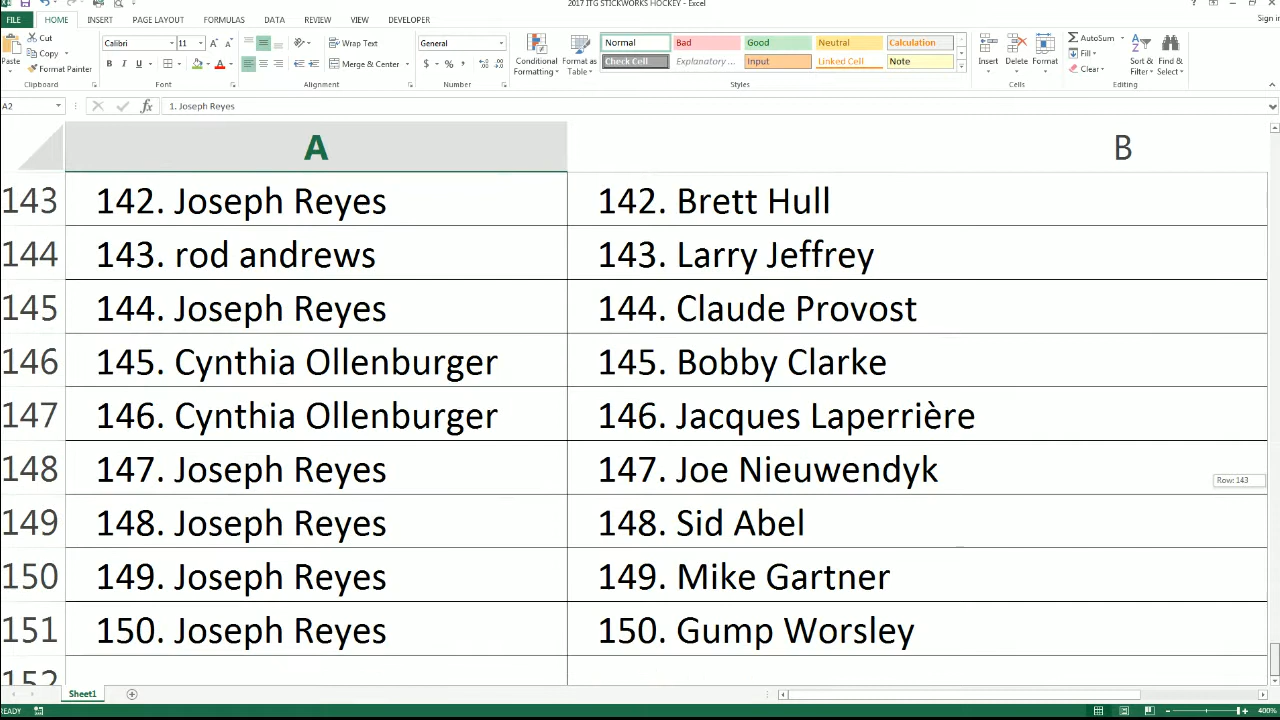 2017 ITG STICKWORKS HOCKEY - Excel
FILE HOME INSERT PAGE LAYOUT FORMULAS DATA REVIEW VIEW DEVELOPER Sign in
Cut
Copy
Format Painter
Paste
Clipboard
Calibri 11
Font
Wrap Text
Merge & Center
Alignment
General
Number
Conditional Formatting
Format as Table
Normal Bad Good Neutral Calculation
Check Cell Explanatory ... Input Linked Cell Note
Styles
Insert Delete Format
Cells
AutoSum
Fill
Clear
Sort & Filter
Find & Select
Editing
A2 1. Joseph Reyes
A B
143 142. Joseph Reyes 142. Brett Hull
144 143. rod andrews 143. Larry Jeffrey
145 144. Joseph Reyes 144. Claude Provost
146 145. Cynthia Ollenburger 145. Bobby Clarke
147 146. Cynthia Ollenburger 146. Jacques Laperrière
148 147. Joseph Reyes 147. Joe Nieuwendyk
Row: 143
149 148. Joseph Reyes 148. Sid Abel
150 149. Joseph Reyes 149. Mike Gartner
151 150. Joseph Reyes 150. Gump Worsley
152
Sheet1
READY 400%